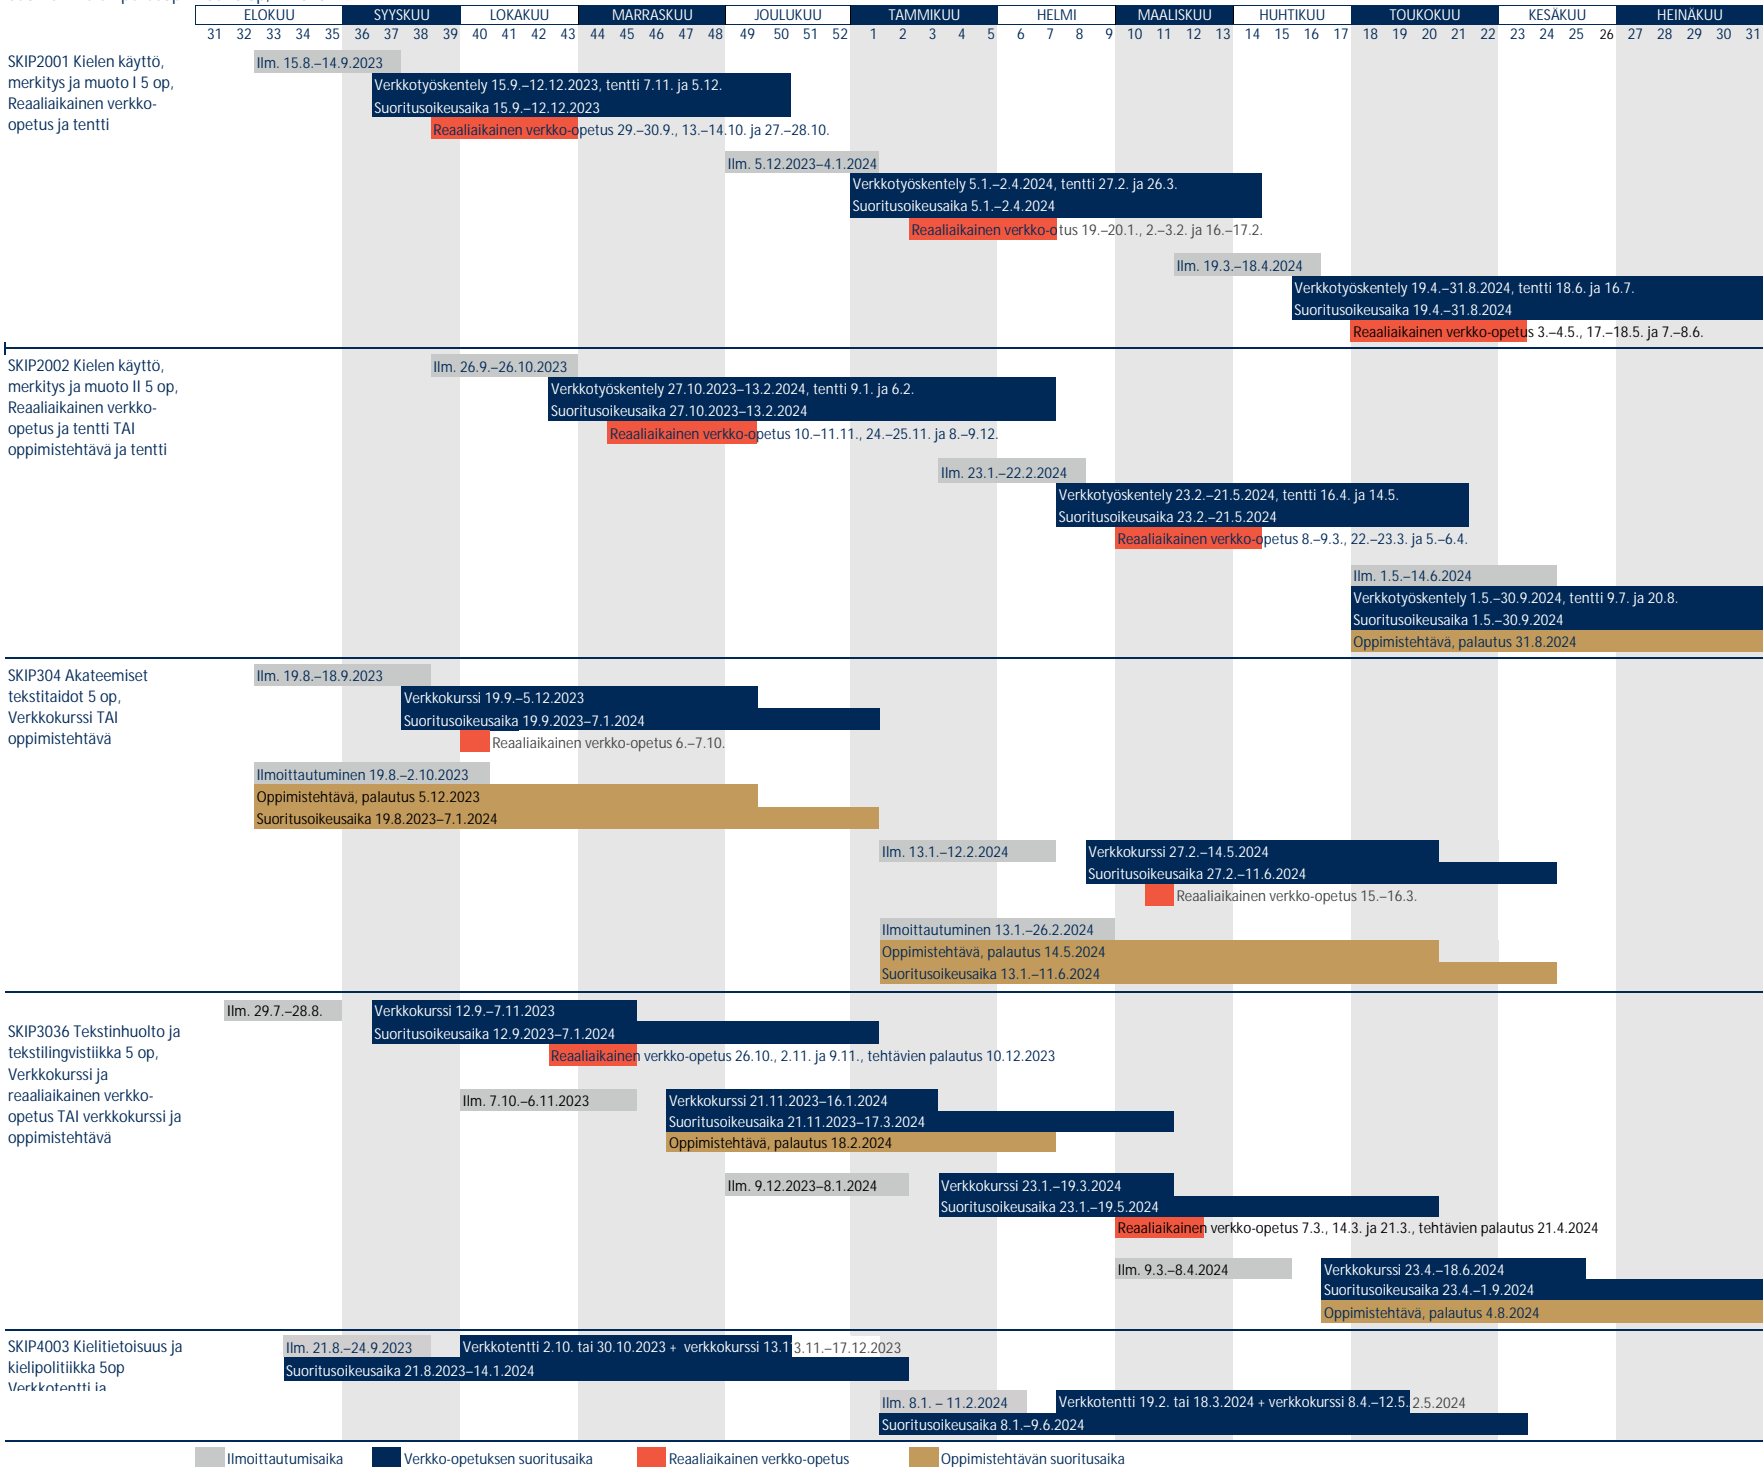 ELOKUU SYYSKUU LOKAKUU MARRASKUU JOULUKUU TAMMIKUU HELMI MAALISKUU HUHTIKUU TOUKOKUU KESÄKUU HEINÄKUU
31 32 33 34 35 36 37 38 39 40 41 42 43 44 45 46 47 48 49 50 51 52 1 2 3 4 5 6 7 8 9 10 11 12 13 14 15 16 17 18 19 20 21 22 23 24 25 26 27 28 29 30 31
SKIP2001 Kielen käyttö,
merkitys ja muoto I 5 op,
Reaaliaikainen verkko-
opetus ja tentti
Ilm. 15.8.–14.9.2023
Verkkotyöskentely 15.9.–12.12.2023, tentti 7.11. ja 5.12.
Suoritusoikeusaika 15.9.–12.12.2023
Reaaliaikainen verkko-opetus 29.–30.9., 13.–14.10. ja 27.–28.10.
Ilm. 5.12.2023–4.1.2024
Verkkotyöskentely 5.1.–2.4.2024, tentti 27.2. ja 26.3.
Suoritusoikeusaika 5.1.–2.4.2024
Reaaliaikainen verkko-otus 19.–20.1., 2.–3.2. ja 16.–17.2.
Ilm. 19.3.–18.4.2024
Verkkotyöskentely 19.4.–31.8.2024, tentti 18.6. ja 16.7.
Suoritusoikeusaika 19.4.–31.8.2024
Reaaliaikainen verkko-opetus 3.–4.5., 17.–18.5. ja 7.–8.6.
SKIP2002 Kielen käyttö,
merkitys ja muoto II 5 op,
Reaaliaikainen verkko-
opetus ja tentti TAI
oppimistehtävä ja tentti
Ilm. 26.9.–26.10.2023
Verkkotyöskentely 27.10.2023–13.2.2024, tentti 9.1. ja 6.2.
Suoritusoikeusaika 27.10.2023–13.2.2024
Reaaliaikainen verkko-opetus 10.–11.11., 24.–25.11. ja 8.–9.12.
Ilm. 23.1.–22.2.2024
Verkkotyöskentely 23.2.–21.5.2024, tentti 16.4. ja 14.5.
Suoritusoikeusaika 23.2.–21.5.2024
Reaaliaikainen verkko-opetus 8.–9.3., 22.–23.3. ja 5.–6.4.
Ilm. 1.5.–14.6.2024
Verkkotyöskentely 1.5.–30.9.2024, tentti 9.7. ja 20.8.
Suoritusoikeusaika 1.5.–30.9.2024
Oppimistehtävä, palautus 31.8.2024
SKIP304 Akateemiset
tekstitaidot 5 op,
Verkkokurssi TAI
oppimistehtävä
Ilm. 19.8.–18.9.2023
Verkkokurssi 19.9.–5.12.2023
Suoritusoikeusaika 19.9.2023–7.1.2024
Reaaliaikainen verkko-opetus 6.–7.10.
Ilmoittautuminen 19.8.–2.10.2023
Oppimistehtävä, palautus 5.12.2023
Suoritusoikeusaika 19.8.2023–7.1.2024
Ilm. 13.1.–12.2.2024
Verkkokurssi 27.2.–14.5.2024
Suoritusoikeusaika 27.2.–11.6.2024
Reaaliaikainen verkko-opetus 15.–16.3.
Ilmoittautuminen 13.1.–26.2.2024
Oppimistehtävä, palautus 14.5.2024
Suoritusoikeusaika 13.1.–11.6.2024
SKIP3036 Tekstinhuolto ja
tekstilingvistiikka 5 op,
Verkkokurssi ja
reaaliaikainen verkko-
opetus TAI verkkokurssi ja
oppimistehtävä
Ilm. 29.7.–28.8.
Verkkokurssi 12.9.–7.11.2023
Suoritusoikeusaika 12.9.2023–7.1.2024
Reaaliaikainen verkko-opetus 26.10., 2.11. ja 9.11., tehtävien palautus 10.12.2023
Ilm. 7.10.–6.11.2023
Verkkokurssi 21.11.2023–16.1.2024
Suoritusoikeusaika 21.11.2023–17.3.2024
Oppimistehtävä, palautus 18.2.2024
Ilm. 9.12.2023–8.1.2024
Verkkokurssi 23.1.–19.3.2024
Suoritusoikeusaika 23.1.–19.5.2024
Reaaliaikainen verkko-opetus 7.3., 14.3. ja 21.3., tehtävien palautus 21.4.2024
Ilm. 9.3.–8.4.2024
Verkkokurssi 23.4.–18.6.2024
Suoritusoikeusaika 23.4.–1.9.2024
Oppimistehtävä, palautus 4.8.2024
SKIP4003 Kielitietoisuus ja
kielipolitiikka 5op
Verkkotentti ja
Ilm. 21.8.–24.9.2023
Verkkotentti 2.10. tai 30.10.2023 + verkkokurssi 13.1 3.11.–17.12.2023
Suoritusoikeusaika 21.8.2023–14.1.2024
Ilm. 8.1. – 11.2.2024
Verkkotentti 19.2. tai 18.3.2024 + verkkokurssi 8.4.–12.5. 2.5.2024
Suoritusoikeusaika 8.1.–9.6.2024
Ilmoittautumisaika
Verkko-opetuksen suoritusaika
Reaaliaikainen verkko-opetus
Oppimistehtävän suoritusaika